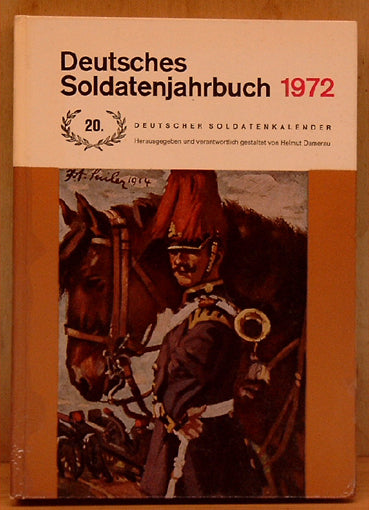 Deutsches
Soldatenjahrbuch 1972
20. DEUTSCHER SOLDATENKALENDER
Herausgegeben und verantwortlich gestaltet von Helmut Damerau
1914